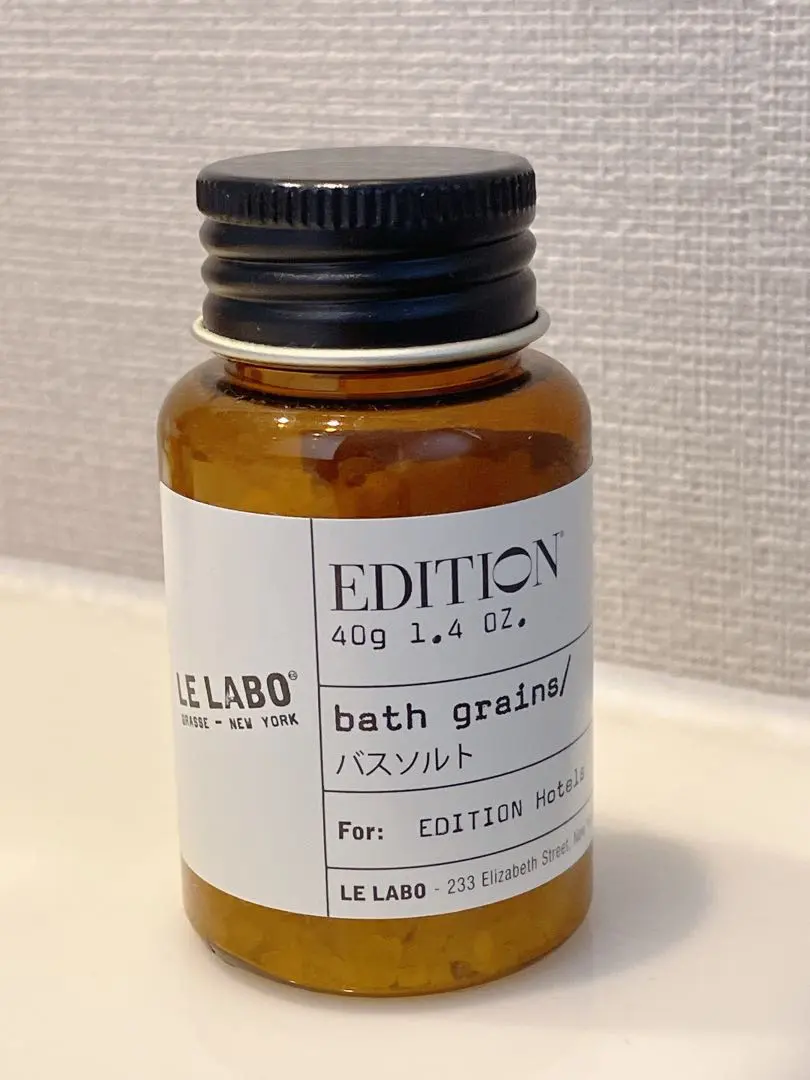 LE LABO
GRASSE - NEW YORK
EDITION
40g 1.4 OZ.
bath grains/
バスソルト
For: EDITION Hotels
LE LABO - 233 Elizabeth Street, New